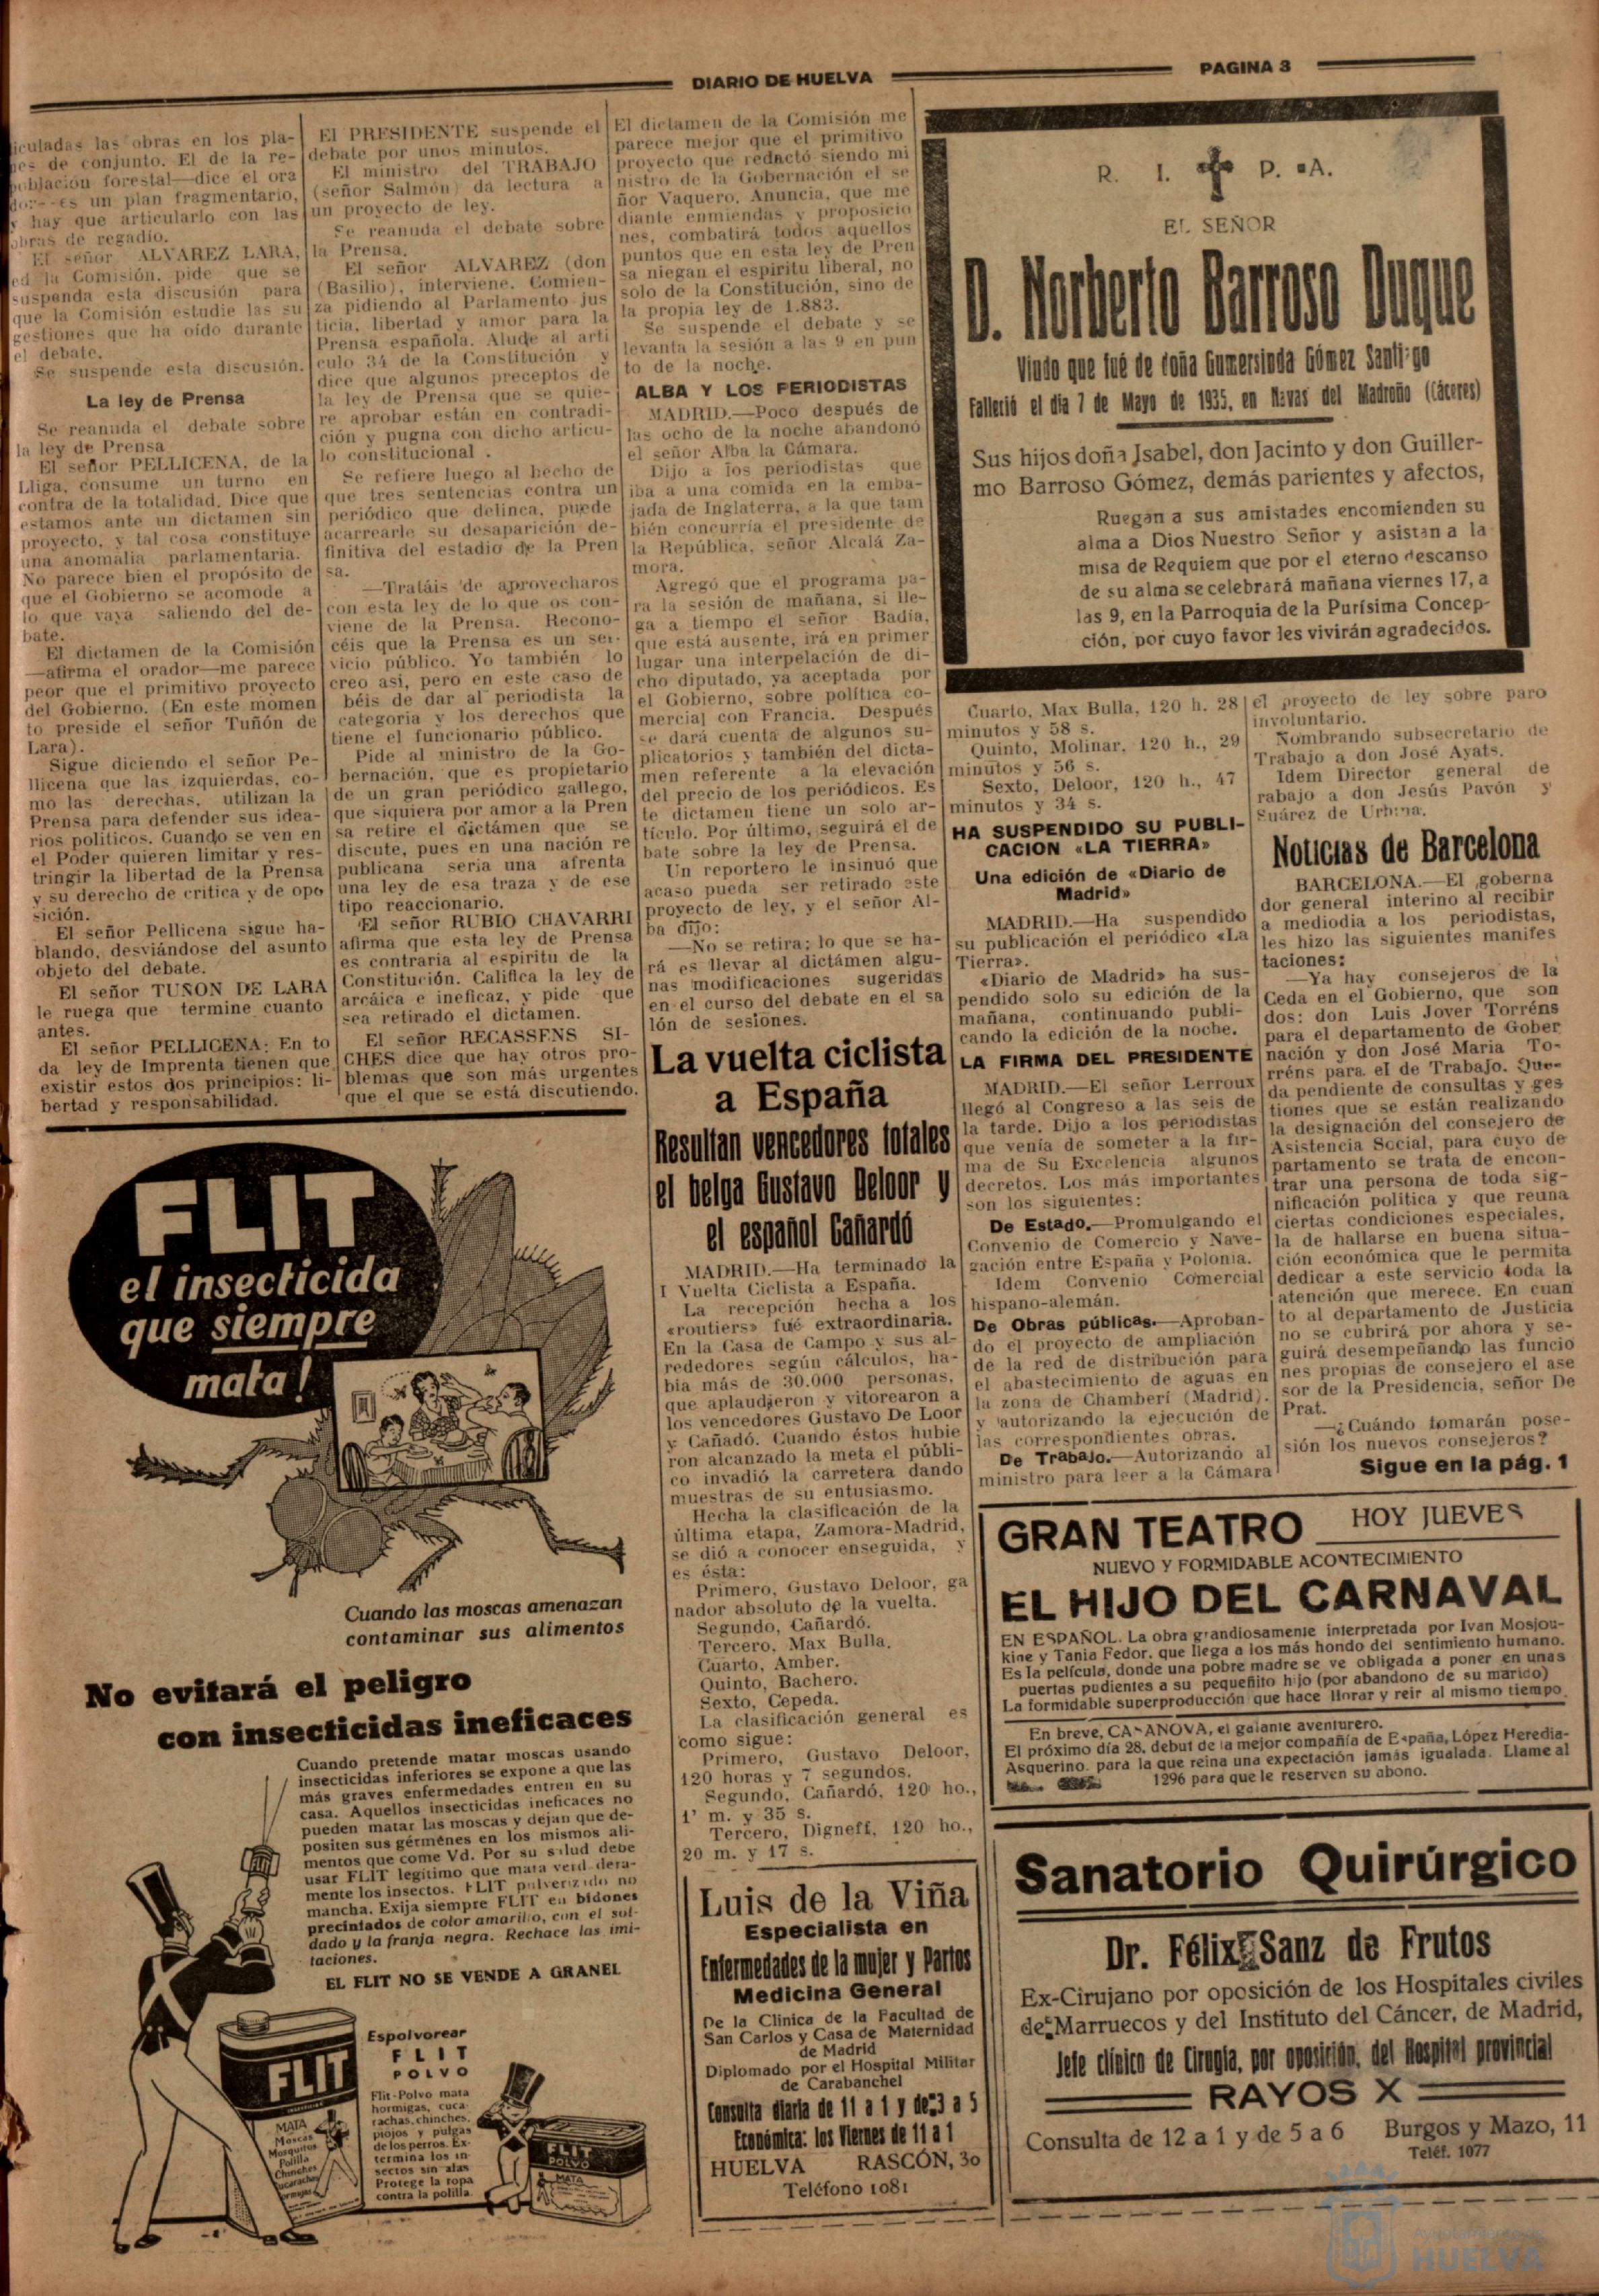 DIARIO DE HUELVA
PAGINA 3
iculadas las obras en los pla-
nes de conjunto. El de la re-
población forestal—dice el ora
dor—es un plan fragmentario,
y hay que articularlo con las
obras de regadio.
El señor ALVAREZ LARA,
ed la Comisión, pide que se
suspenda esta discusión para
que la Comisión estudie las su
gestiones que ha oído durante
el debate.
Se suspende esta discusión.
La ley de Prensa
Se reanuda el debate sobre
la ley de Prensa
El señor PELLICENA, de la
Lliga, consume un turno en
contra de la totalidad. Dice que
estamos ante un dictamen sin
proyecto, y tal cosa constituye
una anomalia parlamentaria.
No parece bien el propósito de
que el Gobierno se acomode a
lo que vaya saliendo del de-
bate.
El dictamen de la Comisión
—afirma el orador—me parece
peor que el primitivo proyecto
del Gobierno. (En este momen
to preside el señor Tuñón de
Lara).
Sigue diciendo el señor Pe-
llicena que las izquierdas, co-
mo las derechas, utilizan la
Prensa para defender sus idea-
rios políticos. Cuando se ven en
el Poder quieren limitar y res-
tringir la libertad de la Prensa
y su derecho de critica y de opo
sición.
El señor Pellicena sigue ha-
blando, desviándose del asunto
objeto del debate.
El señor TUÑON DE LARA
le ruega que termine cuanto
antes.
El señor PELLICENA: En to
da ley de Imprenta tienen que
existir estos dos principios: li-
bertad y responsabilidad.
El PRESIDENTE suspende el
debate por unos minutos.
El ministro del TRABAJO
(señor Salmón) da lectura a
un proyecto de ley.
Se reanuda el debate sobre
la Prensa.
El señor ALVAREZ (don
(Basilio), interviene. Comien-
za pidiendo al Parlamento jus
ticia, libertad y amor para la
Prensa española. Alude al arti
culo 34 de la Constitución y
dice que algunos preceptos de
la ley de Prensa que se quie-
re aprobar están en contradi-
ción y pugna con dicho articu-
lo constitucional .
Se refiere luego al hecho de
que tres sentencias contra un
periódico que delinca, puede
acarrearle su desaparición de-
finitiva del estadio de la Pren
sa.
—Tratáis de aprovecharos
con esta ley de lo que os con-
viene de la Prensa. Recono-
céis que la Prensa es un ser-
vicio público. Yo también lo
creo asi, pero en este caso de
béis de dar al periodista la
categoria y los derechos que
tiene el funcionario público.
Pide al ministro de la Go-
bernación, que es propietario
de un gran periódico gallego,
que siquiera por amor a la Pren
sa retire el dictámen que se
discute, pues en una nación re
publicana seria una afrenta
una ley de esa traza y de ese
tipo reaccionario.
El señor RUBIO CHAVARRI
afirma que esta ley de Prensa
es contraria al espiritu de la
Constitución. Califica la ley de
arcáica e ineficaz, y pide que
sea retirado el dictamen.
El señor RECASSENS SI-
CHES dice que hay otros pro-
blemas que son más urgentes
que el que se está discutiendo.
El dictamen de la Comisión me
parece mejor que el primitivo
proyecto que redactó siendo mi
nistro de la Gobernación el se
ñor Vaquero. Anuncia, que me
diante enmiendas y proposicio
nes, combatirá todos aquellos
puntos que en esta ley de Pren
sa niegan el espiritu liberal, no
solo de la Constitución, sino de
la propia ley de 1.883.
Se suspende el debate y se
levanta la sesión a las 9 en pun
to de la noche.
ALBA Y LOS PERIODISTAS
MADRID.—Poco después de
las ocho de la noche abandonó
el señor Alba la Cámara.
Dijo a los periodistas que
iba a una comida en la emba-
jada de Inglaterra, a la que tam
bién concurría el presidente de
la República, señor Alcalá Za-
mora.
Agregó que el programa pa-
ra la sesión de mañana, si lle-
ga a tiempo el señor Badia,
que está ausente, irá en primer
lugar una interpelación de di-
cho diputado, ya aceptada por
el Gobierno, sobre política co-
mercial con Francia. Después
se dará cuenta de algunos su-
plicatorios y también del dicta-
men referente a la elevación
del precio de los periódicos. Es
te dictamen tiene un solo ar-
tículo. Por último, seguirá el de
bate sobre la ley de Prensa.
Un reportero le insinuó que
acaso pueda ser retirado este
proyecto de ley, y el señor Al-
ba dijo:
—No se retira; lo que se ha-
rá es llevar al dictámen algu-
nas modificaciones sugeridas
en el curso del debate en el sa
lón de sesiones.
La vuelta ciclista
a España
Resultan vencedores totales
el belga Gustavo Deloor y
el español Cañardó
MADRID.—Ha terminado la
I Vuelta Ciclista a España.
La recepción hecha a los
«routiers» fué extraordinaria.
En la Casa de Campo y sus al-
rededores según cálculos, ha-
bia más de 30.000 personas,
que aplaudieron y vitorearon a
los vencedores Gustavo De Loor
y Cañadó. Cuando éstos hubie
ron alcanzado la meta el públi-
co invadió la carretera dando
muestras de su entusiasmo.
Hecha la clasificación de la
última etapa, Zamora-Madrid,
se dió a conocer enseguida, y
es ésta:
Primero, Gustavo Deloor, ga
nador absoluto de la vuelta.
Segundo, Cañardó.
Tercero, Max Bulla.
Cuarto, Amber.
Quinto, Bachero.
Sexto, Cepeda.
La clasificación general es
como sigue:
Primero, Gustavo Deloor,
120 horas y 7 segundos.
Segundo, Cañardó, 120 ho.,
1' m. y 35 s.
Tercero, Digneff, 120 ho.,
20 m. y 17 s.
R. I. P. A.
EL SEÑOR
D. Norberto Barroso Duque
Viudo que fué de doña Gumersinda Gómez Santiago
Falleció el día 7 de Mayo de 1935, en Navas del Madroño (Cáceres)
Sus hijos doña Isabel, don Jacinto y don Guiller-
mo Barroso Gómez, demás parientes y afectos,
Ruegan a sus amistades encomienden su
alma a Dios Nuestro Señor y asistan a la
misa de Requiem que por el eterno descanso
de su alma se celebrará mañana viernes 17, a
las 9, en la Parroquia de la Purísima Concep-
ción, por cuyo favor les vivirán agradecidos.
Cuarto, Max Bulla, 120 h. 28
minutos y 58 s.
Quinto, Molinar, 120 h., 29
minutos y 56 s.
Sexto, Deloor, 120 h., 47
minutos y 34 s.
HA SUSPENDIDO SU PUBLI-
CACION «LA TIERRA»
Una edición de «Diario de
Madrid»
MADRID.—Ha suspendido
su publicación el periódico «La
Tierra».
«Diario de Madrid» ha sus-
pendido solo su edición de la
mañana, continuando publi-
cando la edición de la noche.
LA FIRMA DEL PRESIDENTE
MADRID.—El señor Lerroux
llegó al Congreso a las seis de
la tarde. Dijo a los periodistas
que venía de someter a la fir-
ma de Su Excelencia algunos
decretos. Los más importantes
son los siguientes:
De Estado.—Promulgando el
Convenio de Comercio y Nave-
gación entre España y Polonia.
Idem Convenio Comercial
hispano-alemán.
De Obras públicas.—Aproban-
do el proyecto de ampliación
de la red de distribución para
el abastecimiento de aguas en
la zona de Chamberí (Madrid).
y autorizando la ejecución de
las correspondientes obras.
De Trabajo.—Autorizando al
ministro para leer a la Cámara
el proyecto de ley sobre paro
involuntario.
Nombrando subsecretario de
Trabajo a don José Ayats.
Idem Director general de
rabajo a don Jesús Pavón y
Suárez de Urbina.
Noticias de Barcelona
BARCELONA.—El goberna
dor general interino al recibir
a mediodia a los periodistas,
les hizo las siguientes manifes
taciones:
—Ya hay consejeros de la
Ceda en el Gobierno, que son
dos: don Luis Jover Torréns
para el departamento de Gober
nación y don José Maria To-
rréns para el de Trabajo. Que-
da pendiente de consultas y ges
tiones que se están realizando
la designación del consejero de
Asistencia Social, para cuyo de
partamento se trata de encon-
trar una persona de toda sig-
nificación politica y que reuna
ciertas condiciones especiales,
la de hallarse en buena situa-
ción económica que le permita
dedicar a este servicio toda la
atención que merece. En cuan
to al departamento de Justicia
no se cubrirá por ahora y se-
guirá desempeñando las funcio
nes propias de consejero el ase
sor de la Presidencia, señor De
Prat.
—¿Cuándo tomarán pose-
sión los nuevos consejeros?
Sigue en la pág. 1
FLIT
el insecticida
que siempre
mata!
Cuando las moscas amenazan
contaminar sus alimentos
No evitará el peligro
con insecticidas ineficaces
Cuando pretende matar moscas usando
insecticidas inferiores se expone a que las
más graves enfermedades entren en su
casa. Aquellos insecticidas ineficaces no
pueden matar las moscas y dejan que de-
positen sus gérmenes en los mismos ali-
mentos que come Vd. Por su salud debe
usar FLIT legítimo que mata verdadera-
mente los insectos. FLIT pulverizado no
mancha. Exija siempre FLIT en bidones
precintados de color amarillo, con el sol-
dado y la franja negra. Rechace las imi-
taciones.
EL FLIT NO SE VENDE A GRANEL
Espolvorear
FLIT
POLVO
Flit-Polvo mata
hormigas, cuca-
rachas, chinches,
piojos y pulgas
de los perros. Ex-
termina los in-
sectos sin alas
Protege la ropa
contra la polilla.
FLIT
MATA
Moscas
Mosquitos
Polilla
Chinches
FLIT
POLVO
MATA
Luis de la Viña
Especialista en
Enfermedades de la mujer y Partos
Medicina General
De la Clinica de la Facultad de
San Carlos y Casa de Maternidad
de Madrid
Diplomado por el Hospital Militar
de Carabanchel
Consulta diaria de 11 a 1 y de 3 a 5
Económica: los Viernes de 11 a 1
HUELVA RASCÓN, 30
Teléfono 1081
GRAN TEATRO HOY JUEVES
NUEVO Y FORMIDABLE ACONTECIMIENTO
EL HIJO DEL CARNAVAL
EN ESPAÑOL. La obra grandiosamente interpretada por Ivan Mosjou-
kine y Tania Fedor, que llega a los más hondo del sentimiento humano.
Es la película, donde una pobre madre se ve obligada a poner en unas
puertas pudientes a su pequeñito hijo (por abandono de su marido)
La formidable superproducción que hace llorar y reir al mismo tiempo
En breve, CASANOVA, el galante aventurero.
El próximo día 28, debut de la mejor compañía de España, López Heredia-
Asquerino. para la que reina una expectación jamás igualada. Llame al
1296 para que le reserven su abono.
Sanatorio Quirúrgico
Dr. Félix Sanz de Frutos
Ex-Cirujano por oposición de los Hospitales civiles
de Marruecos y del Instituto del Cáncer, de Madrid,
Jefe clínico de Cirugia, por oposición, del Hospital provincial
RAYOS X
Consulta de 12 a 1 y de 5 a 6 Burgos y Mazo, 11
Teléf. 1077
Ayuntamiento de
HUELVA